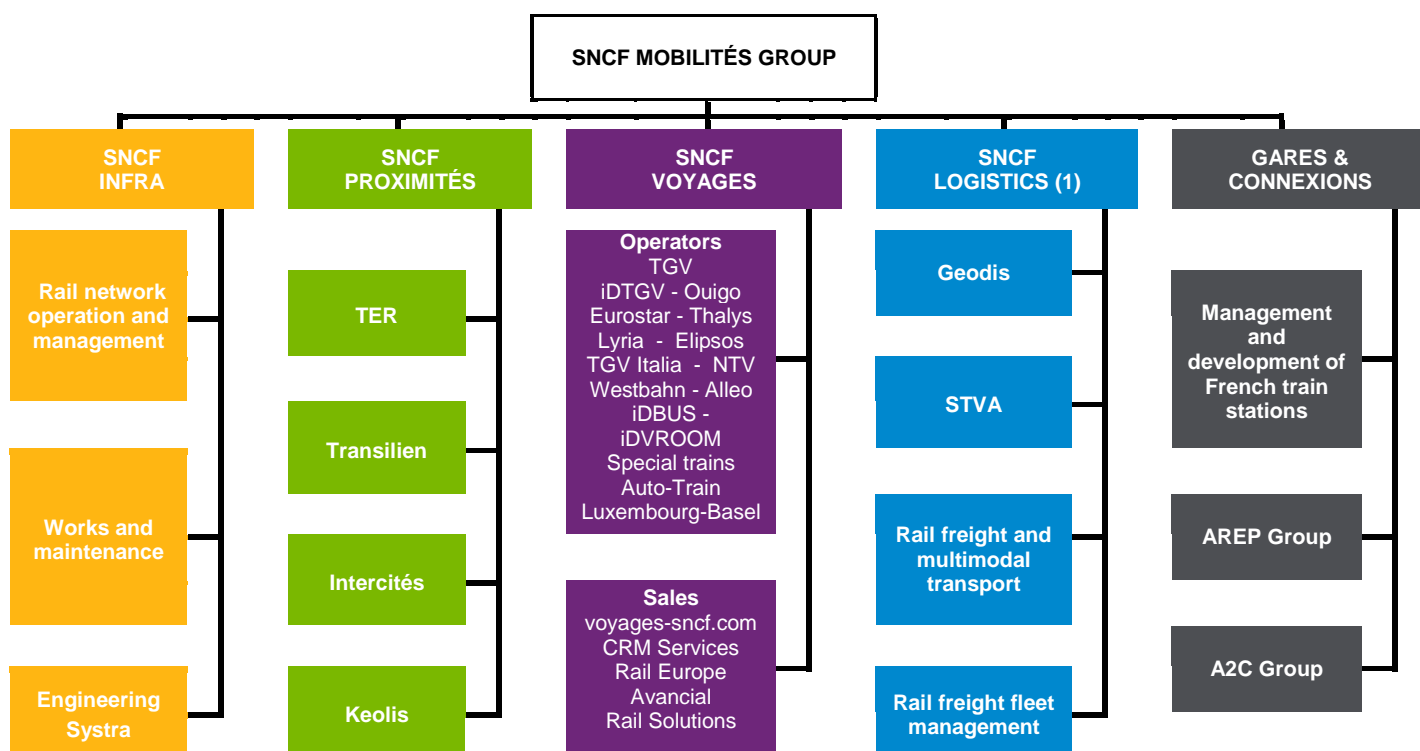 SNCF MOBILITÉS GROUP
SNCF
INFRA
Rail network
operation and
management
Works and
maintenance
Engineering
Systra
SNCF
PROXIMITÉS
TER
Transilien
Intercités
Keolis
SNCF
VOYAGES
Operators
TGV
iDTGV - Ouigo
Eurostar - Thalys
Lyria - Elipsos
TGV Italia - NTV
Westbahn - Alleo
iDBUS -
iDVROOM
Special trains
Auto-Train
Luxembourg-Basel
Sales
voyages-sncf.com
CRM Services
Rail Europe
Avancial
Rail Solutions
SNCF
LOGISTICS (1)
Geodis
STVA
Rail freight and
multimodal
transport
Rail freight fleet
management
GARES &
CONNEXIONS
Management
and
development of
French train
stations
AREP Group
A2C Group